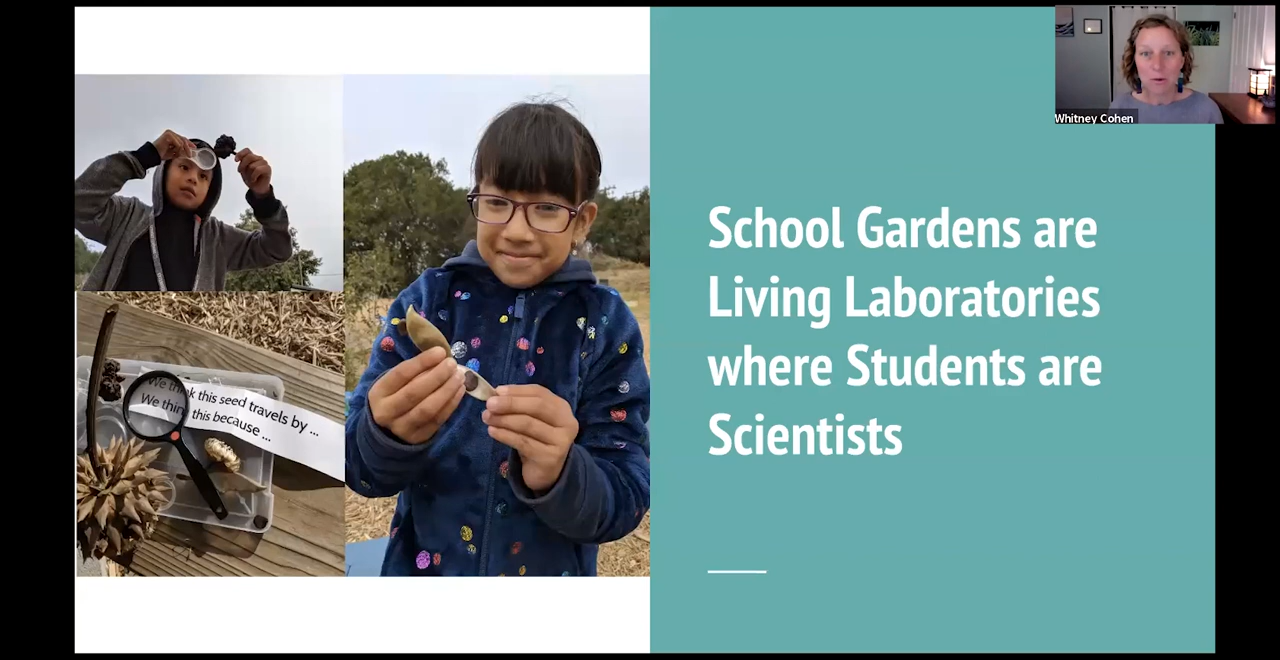 Whitney Cohen
School Gardens are
Living Laboratories
where Students are
Scientists
We think this seed travels by ...
We think this because ...